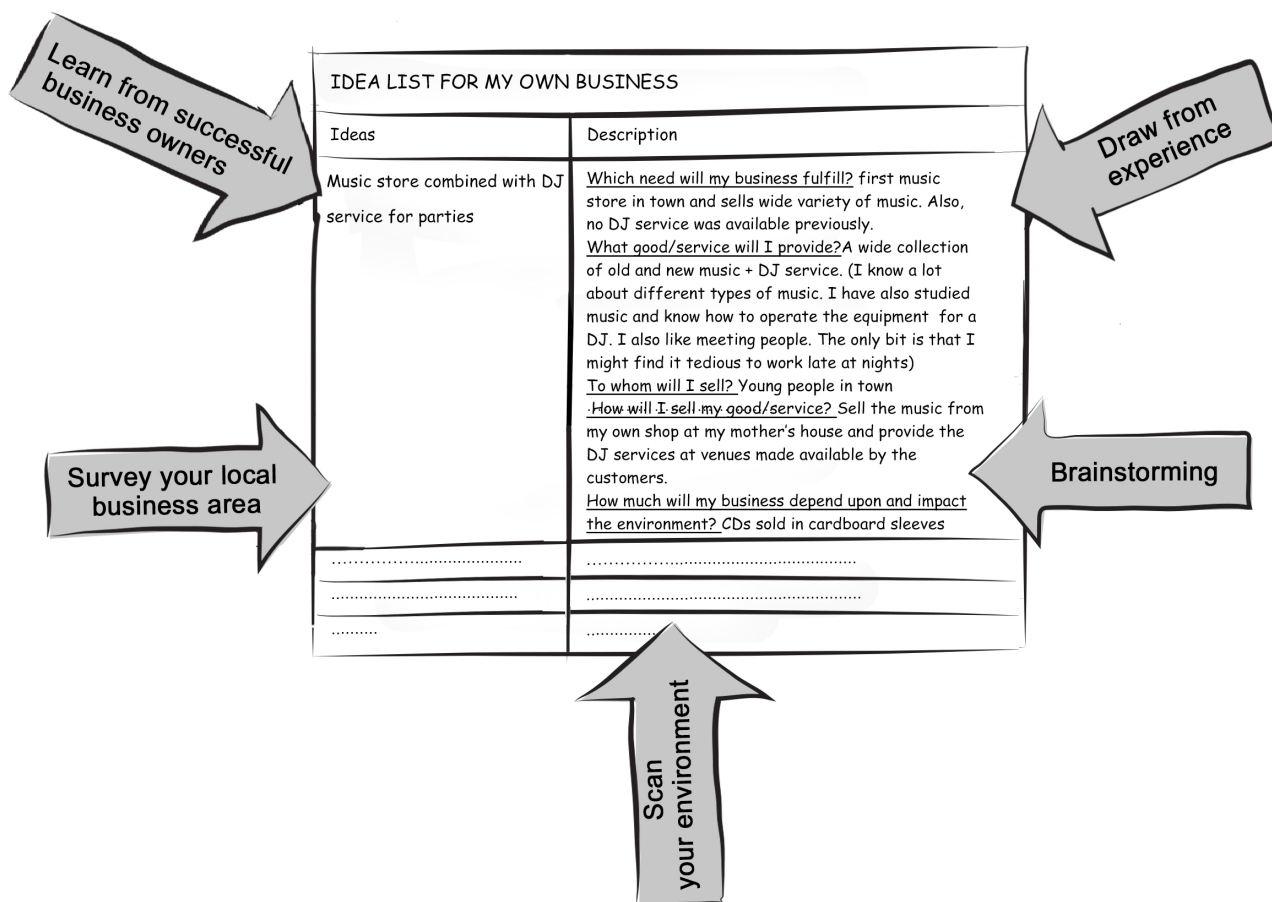 Learn from successful
business owners
Draw from
experience
IDEA LIST FOR MY OWN BUSINESS
Ideas
Description
Music store combined with DJ
service for parties
Which need will my business fulfill? first music
store in town and sells wide variety of music. Also,
no DJ service was available previously.
What good/service will I provide?A wide collection
of old and new music + DJ service. (I know a lot
about different types of music. I have also studied
music and know how to operate the equipment for a
DJ. I also like meeting people. The only bit is that I
might find it tedious to work late at nights)
To whom will I sell? Young people in town
How will I sell my good/service? Sell the music from
my own shop at my mother's house and provide the
DJ services at venues made available by the
customers.
How much will my business depend upon and impact
the environment? CDs sold in cardboard sleeves
Survey your local
business area
Brainstorming
Scan
your environment